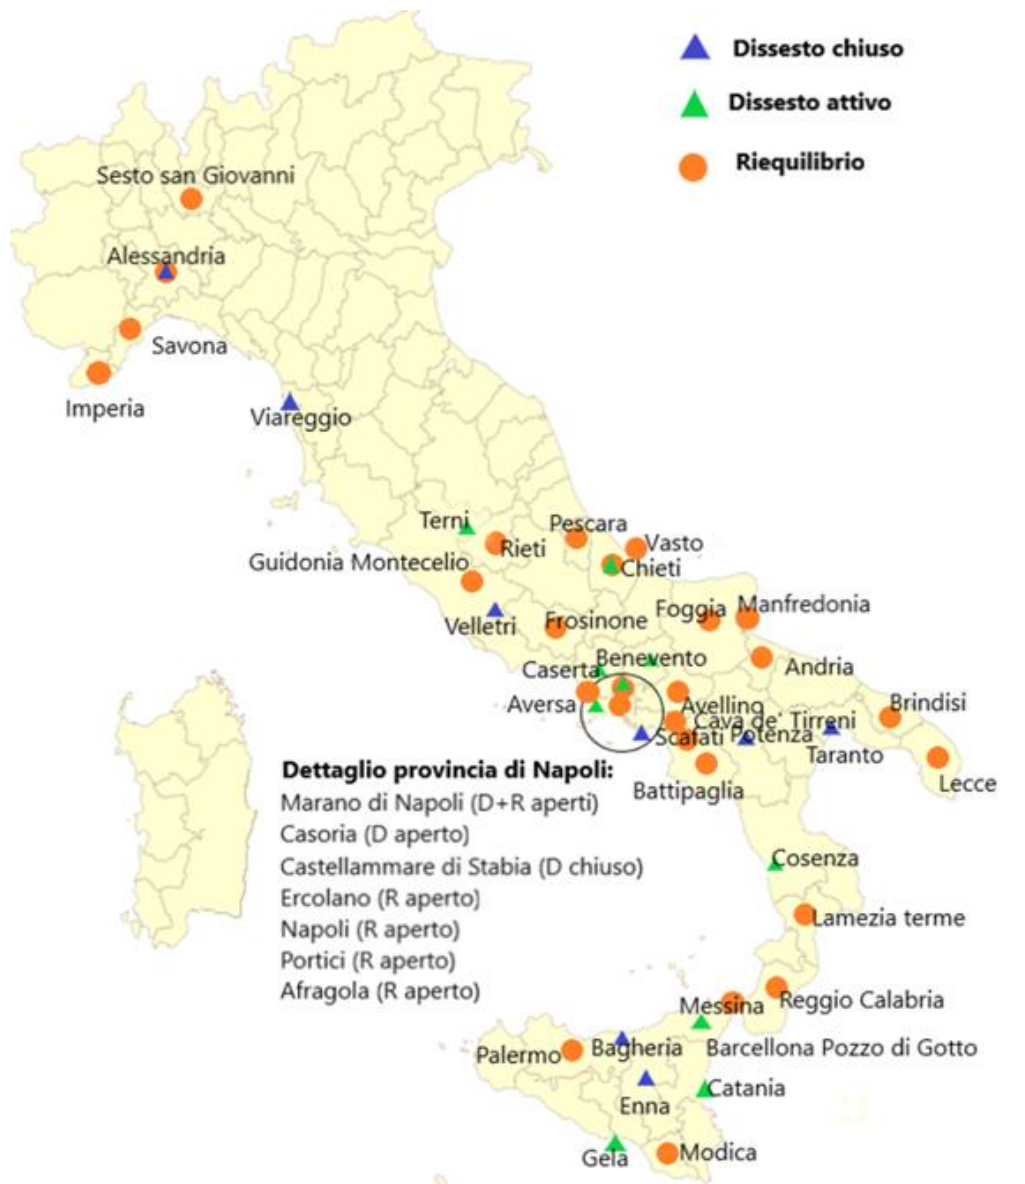 Dissesto chiuso
Dissesto attivo
Riequilibrio
Sesto san Giovanni
Alessandria
Savona
Imperia
Viareggio
Terni
Rieti
Pescara
Vasto
Chieti
Guidonia Montecelio
Velletri
Frosinone
Foggia
Manfredonia
Benevento
Caserta
Andria
Aversa
Avellino
Brindisi
Cava de' Tirreni
Scafati
Potenza
Taranto
Lecce
Battipaglia
Dettaglio provincia di Napoli:
Marano di Napoli (D+R aperti)
Casoria (D aperto)
Castellammare di Stabia (D chiuso)
Ercolano (R aperto)
Napoli (R aperto)
Portici (R aperto)
Afragola (R aperto)
Cosenza
Lamezia terme
Reggio Calabria
Messina
Palermo
Bagheria
Barcellona Pozzo di Gotto
Catania
Enna
Gela
Modica